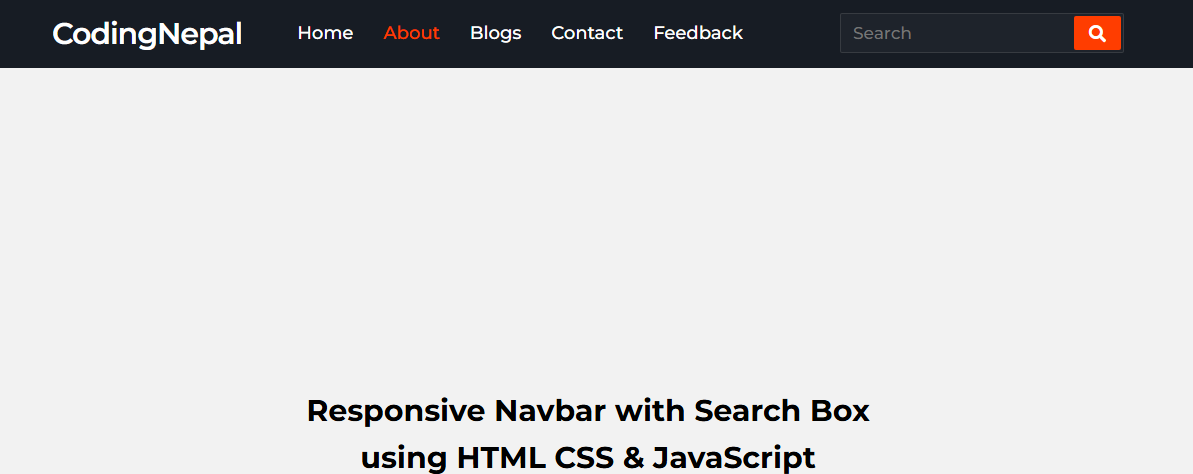 CodingNepal Home About Blogs Contact Feedback Search
Responsive Navbar with Search Box
using HTML CSS & JavaScript